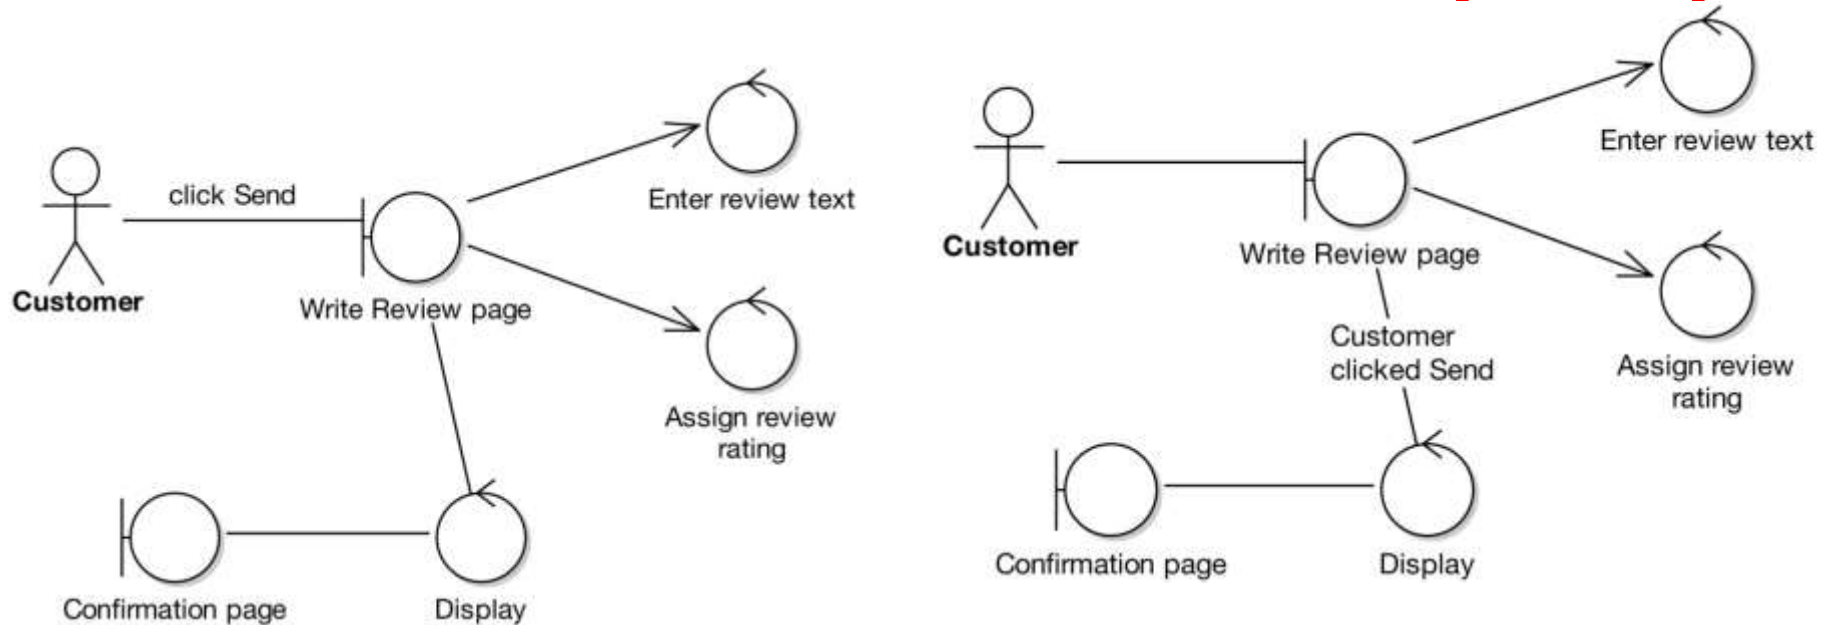 click Send
Customer
Write Review page
Enter review text
Assign review
rating
Confirmation page
Display
Customer
Write Review page
Enter review text
Assign review
rating
Customer
clicked Send
Confirmation page
Display